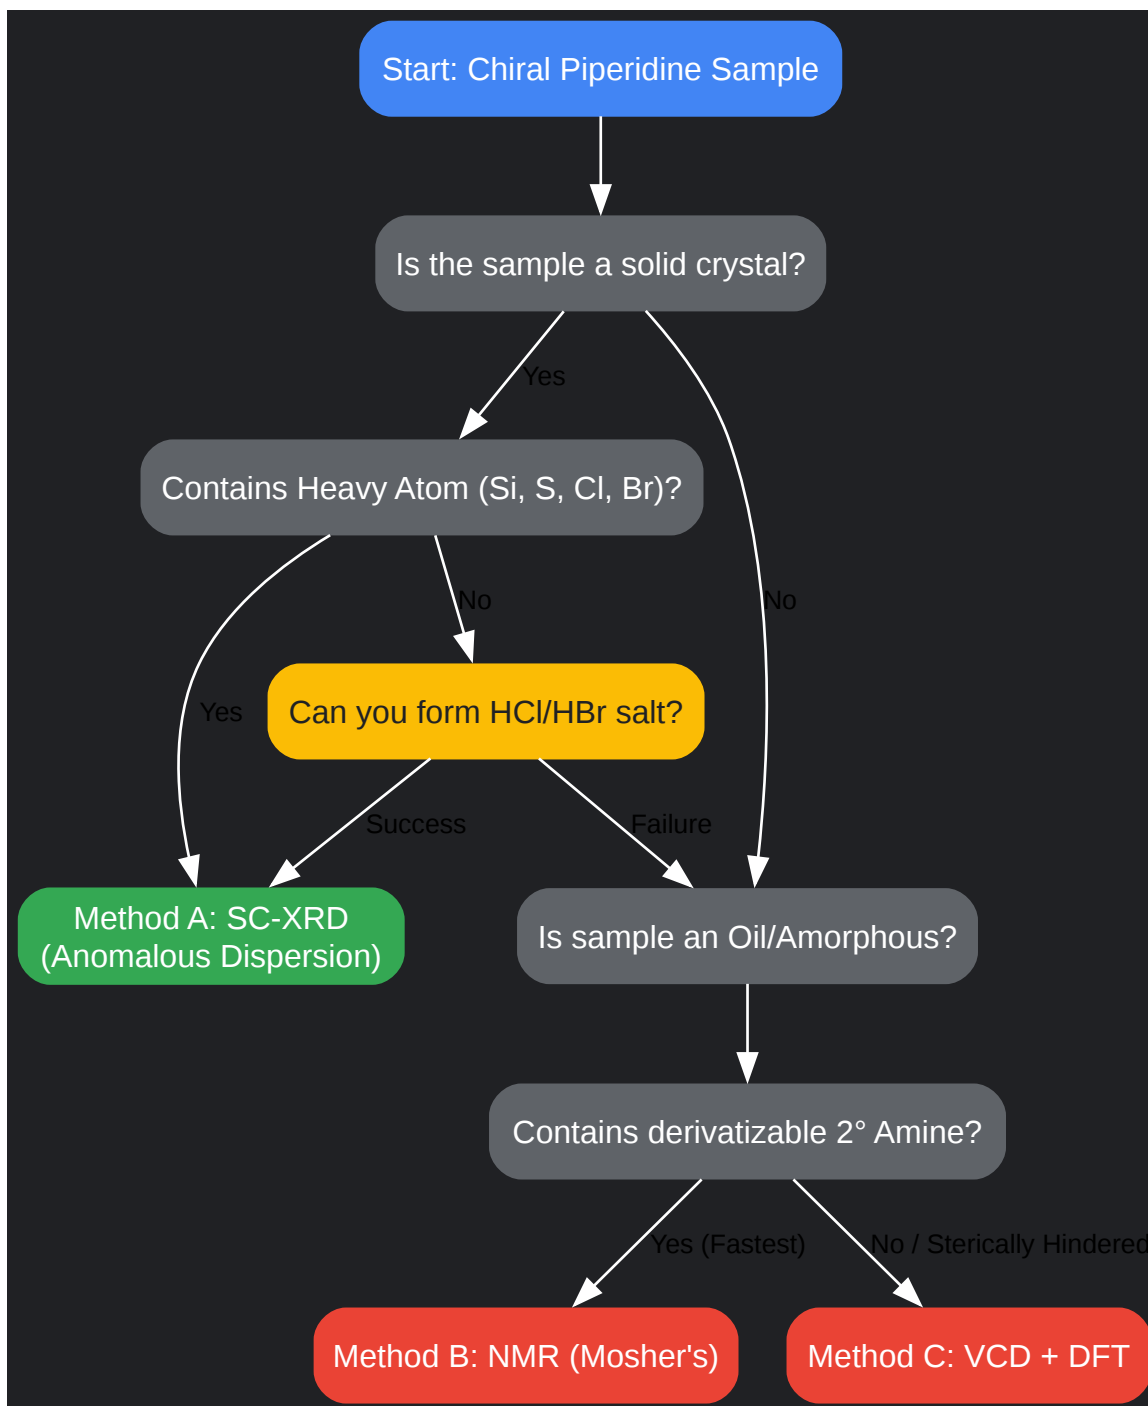 Start: Chiral Piperidine Sample
Is the sample a solid crystal?
Yes
Contains Heavy Atom (Si, S, Cl, Br)?
No
No
Yes
Can you form HCl/HBr salt?
Success
Failure
Method A: SC-XRD
(Anomalous Dispersion)
Is sample an Oil/Amorphous?
Contains derivatizable 2° Amine?
Yes (Fastest)
No / Sterically Hindered
Method B: NMR (Mosher's)
Method C: VCD + DFT